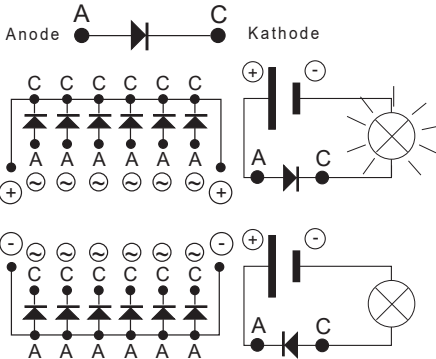 A C
Anode Kathode
C C C C C C
A A A A A A
~ ~ ~ ~ ~ ~
+ +
+ -
A C
- -
~ ~ ~ ~ ~ ~
C C C C C C
A A A A A A
+ -
A C